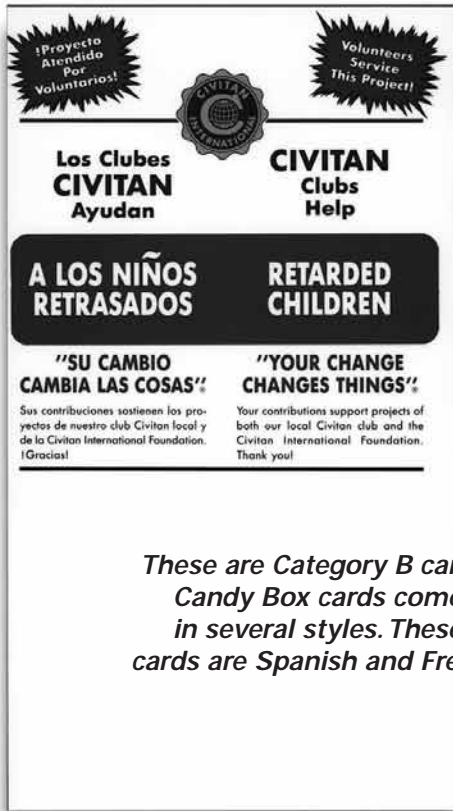 !Proyecto
Atendido
Por
Voluntarios!
Volunteers
Service
This Project!
CIVITAN
INTERNATIONAL
Los Clubes
CIVITAN
Ayudan
CIVITAN
Clubs
Help
A LOS NIÑOS
RETRASADOS
RETARDED
CHILDREN
"SU CAMBIO
CAMBIA LAS COSAS"
Sus contribuciones sostienen los pro-
yectos de nuestro club Civitan local y
de la Civitan International Foundation.
!Gracias!
"YOUR CHANGE
CHANGES THINGS"
Your contributions support projects of
both our local Civitan club and the
Civitan International Foundation.
Thank you!
These are Category B
Candy Box cards come
in several styles. These
cards are Spanish and